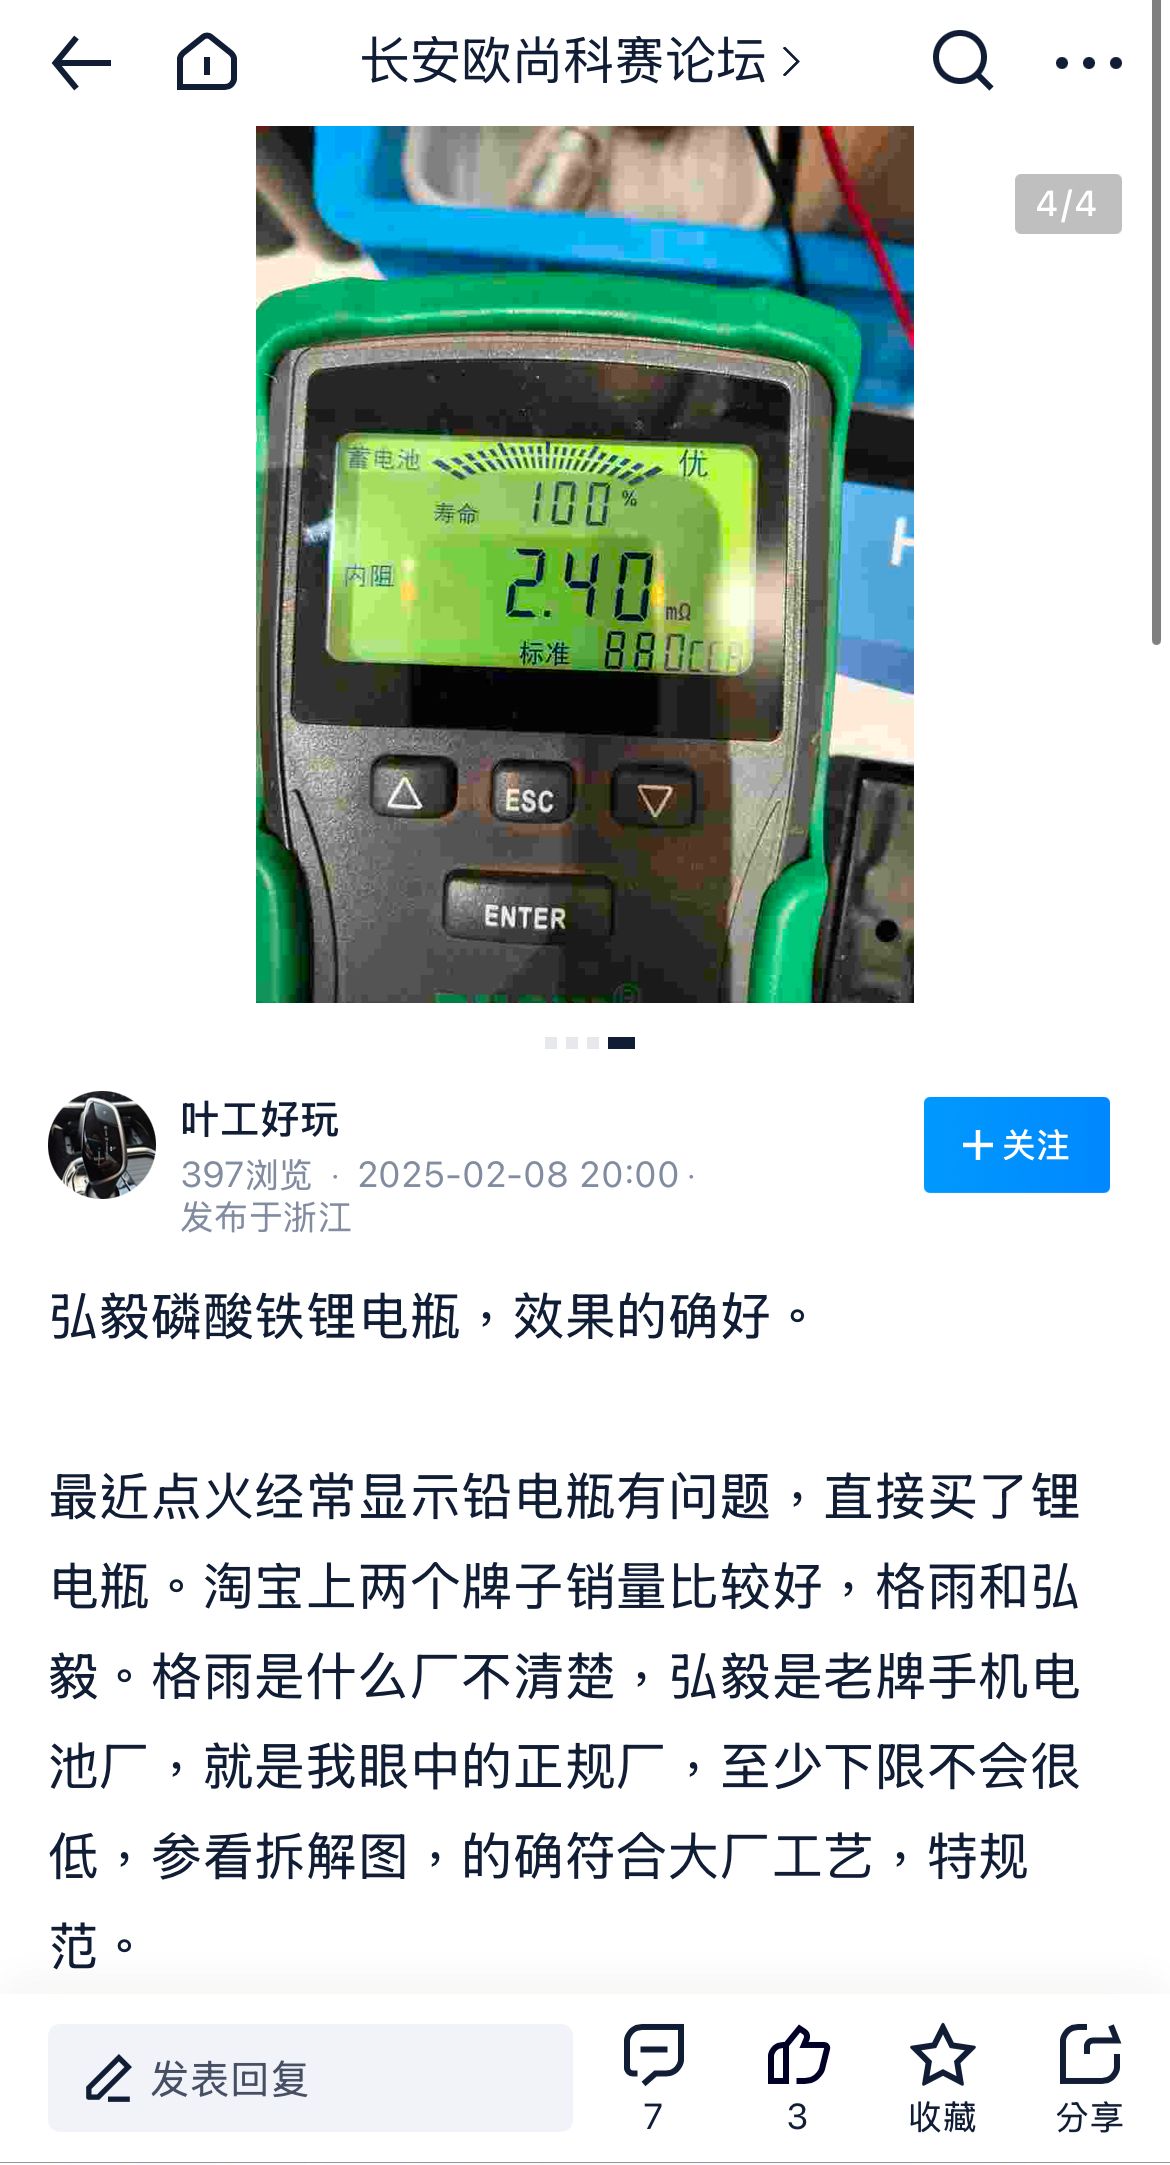 长安欧尚科赛论坛
4/4
蓄电池 优
寿命 100%
内阻 2.40 mΩ
标准 880CCA
ESC
ENTER
叶工好玩
397浏览 · 2025-02-08 20:00 ·
发布于浙江
+关注
弘毅磷酸铁锂电瓶，效果的确好。
最近点火经常显示铅电瓶有问题，直接买了锂
电瓶。淘宝上两个牌子销量比较好，格雨和弘
毅。格雨是什么厂不清楚，弘毅是老牌手机电
池厂，就是我眼中的正规厂，至少下限不会很
低，参看拆解图，的确符合大厂工艺，特规
范。
发表回复
7
3
收藏
分享